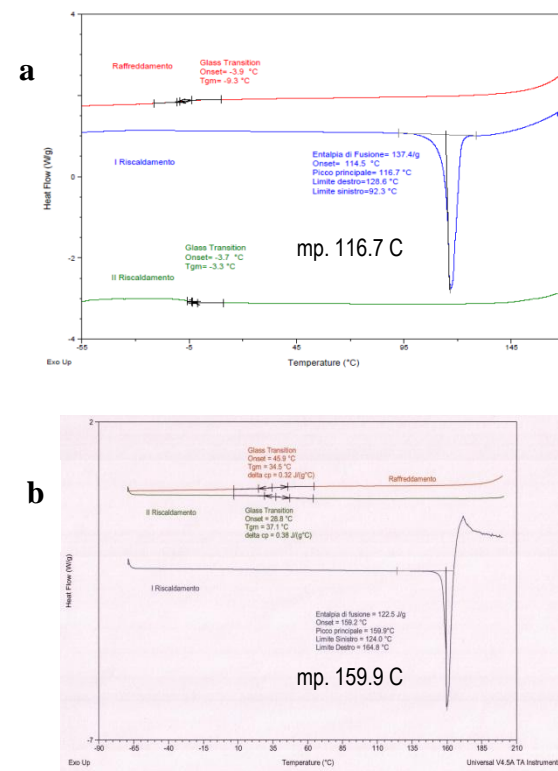 a
4
0
-2
-4
Heat Flow (W/g)
Raffreddamento
Glass Transition
Onset= -3.9 °C
Tgm= -9.3 °C
I Riscaldamento
Entalpia di Fusione= 137.4/g
Onset= 114.5 °C
Picco principale= 116.7 °C
Limite destro=128.6 °C
Limite sinistro=92.3 °C
mp. 116.7 C
Glass Transition
Onset= -3.7 °C
Tgm= -3.3 °C
II Riscaldamento
-55
-5
45
95
145
Exo Up
Temperature (°C)
b
2
-7
Heat Flow (W/g)
Glass Transition
Onset = 45.9 °C
Tgm = 34.5 °C
delta cp = 0.32 J/(g°C)
Raffreddamento
II Riscaldamento
Glass Transition
Onset = 28.8 °C
Tgm = 37.1 °C
delta cp = 0.38 J/(g°C)
I Riscaldamento
Entalpia di fusione = 122.5 J/g
Onset = 159.2 °C
Picco principale = 159.9°C
Limite Sinistro = 124.0 °C
Limite Destro = 164.8 °C
mp. 159.9 C
-90
-65
-40
-15
10
35
60
85
110
135
160
185
210
Exo Up
Temperature (°C)
Universal V4.5A TA Instrument